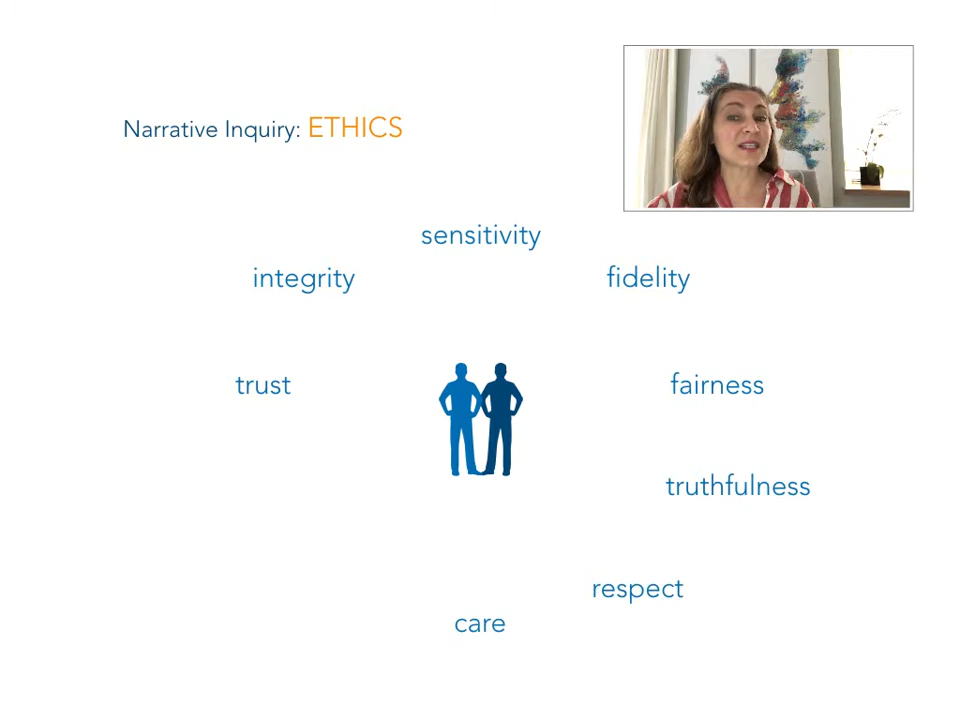 Narrative Inquiry: ETHICS
sensitivity
integrity
fidelity
trust
fairness
truthfulness
respect
care